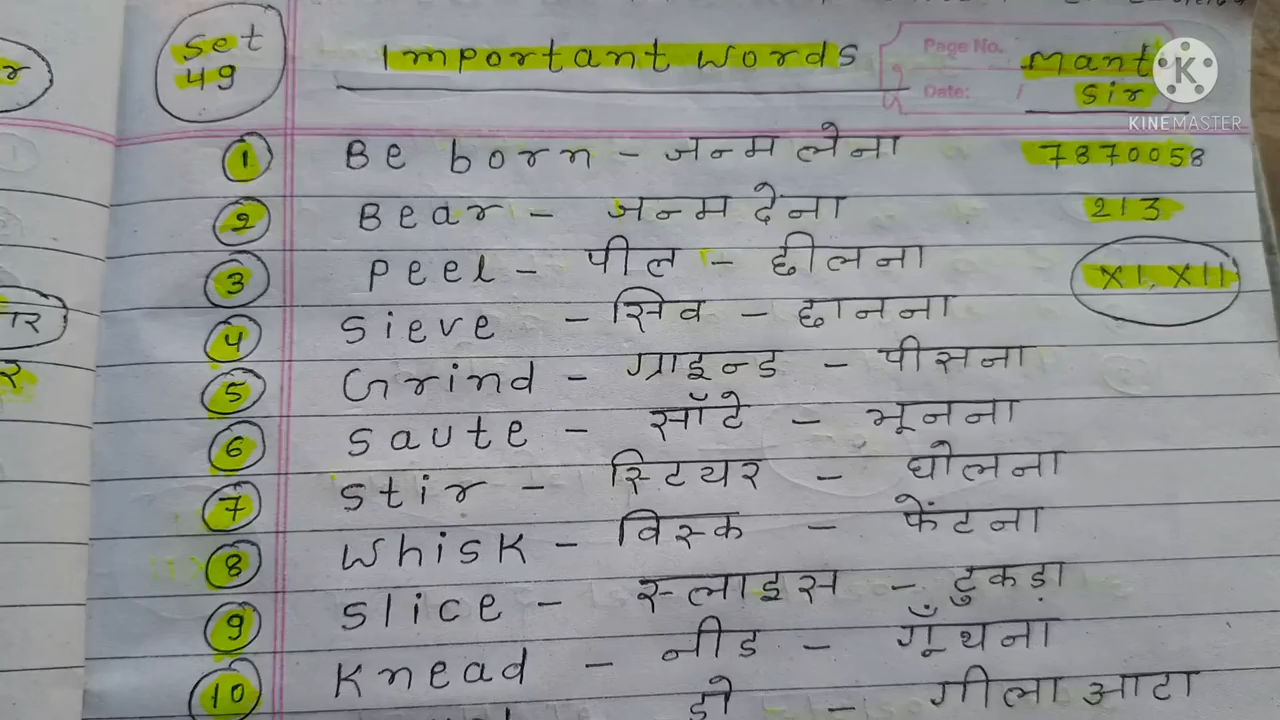 Set
49
Important words
Page No.
Date: /
Mant
Sir
KINEMASTER
1 Be born - जन्म लेना
7870058
2 Bear - जन्म देना
213
3 Peel - पील - छीलना
XI, XII
4 Sieve - सिव - छानना
5 Grind - ग्राइन्ड - पीसना
6 Saute - सॉटे - भूनना
7 Stir - स्टियर - घोलना
8 Whisk - विस्क - फेंटना
9 Slice - स्लाइस - टुकड़ा
10 Knead - नीड - गूँथना
डो - गीला आटा